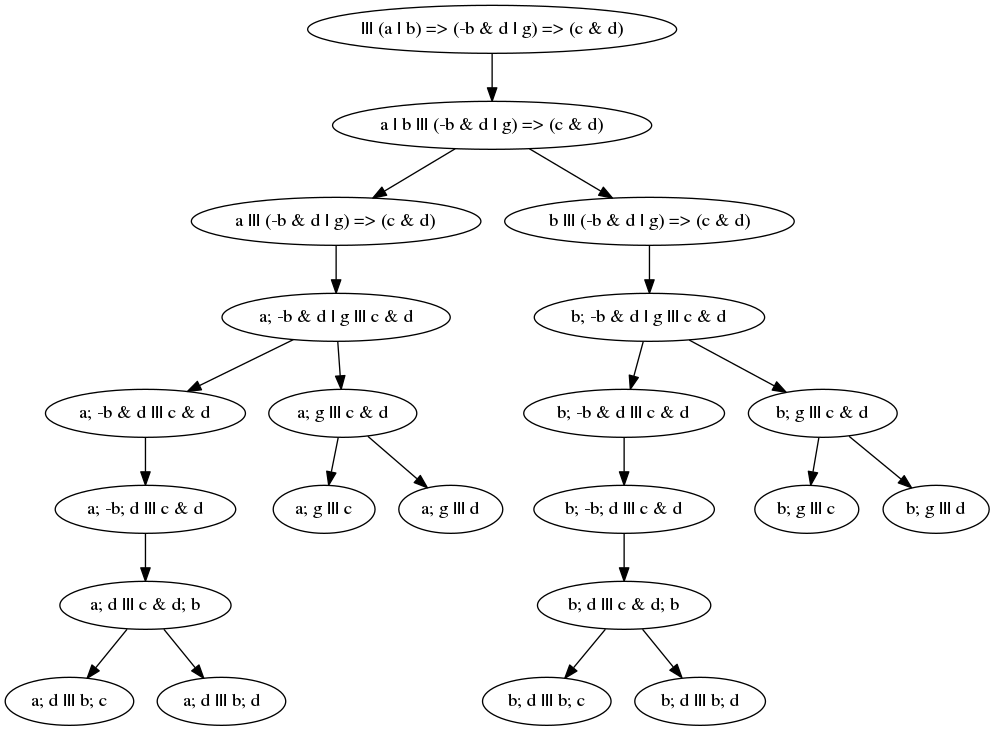 ||| (a | b) => (-b & d | g) => (c & d)
a | b ||| (-b & d | g) => (c & d)
a ||| (-b & d | g) => (c & d)
b ||| (-b & d | g) => (c & d)
a; -b & d | g ||| c & d
b; -b & d | g ||| c & d
a; -b & d ||| c & d
a; g ||| c & d
b; -b & d ||| c & d
b; g ||| c & d
a; -b; d ||| c & d
a; g ||| c
a; g ||| d
b; -b; d ||| c & d
b; g ||| c
b; g ||| d
a; d ||| c & d; b
b; d ||| c & d; b
a; d ||| b; c
a; d ||| b; d
b; d ||| b; c
b; d ||| b; d